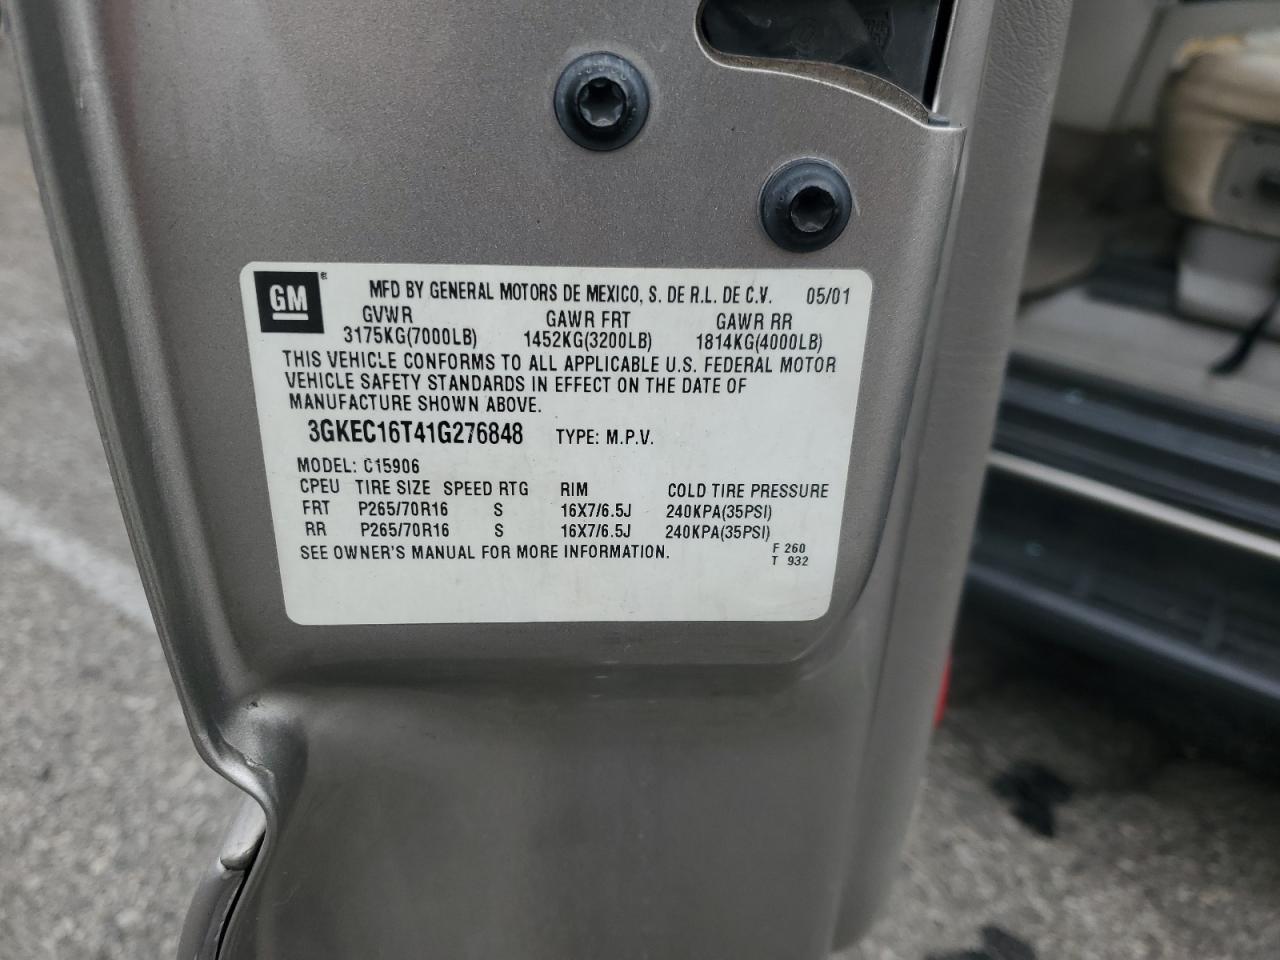 GM ® MFD BY GENERAL MOTORS DE MEXICO, S. DE R.L. DE C.V. 05/01
GVWR GAWR FRT GAWR RR
3175KG(7000LB) 1452KG(3200LB) 1814KG(4000LB)
THIS VEHICLE CONFORMS TO ALL APPLICABLE U.S. FEDERAL MOTOR
VEHICLE SAFETY STANDARDS IN EFFECT ON THE DATE OF
MANUFACTURE SHOWN ABOVE.
3GKEC16T41G276848 TYPE: M.P.V.
MODEL: C15906
CPEU TIRE SIZE SPEED RTG RIM COLD TIRE PRESSURE
FRT P265/70R16 S 16X7/6.5J 240KPA(35PSI)
RR P265/70R16 S 16X7/6.5J 240KPA(35PSI)
SEE OWNER'S MANUAL FOR MORE INFORMATION. F 260
T 932